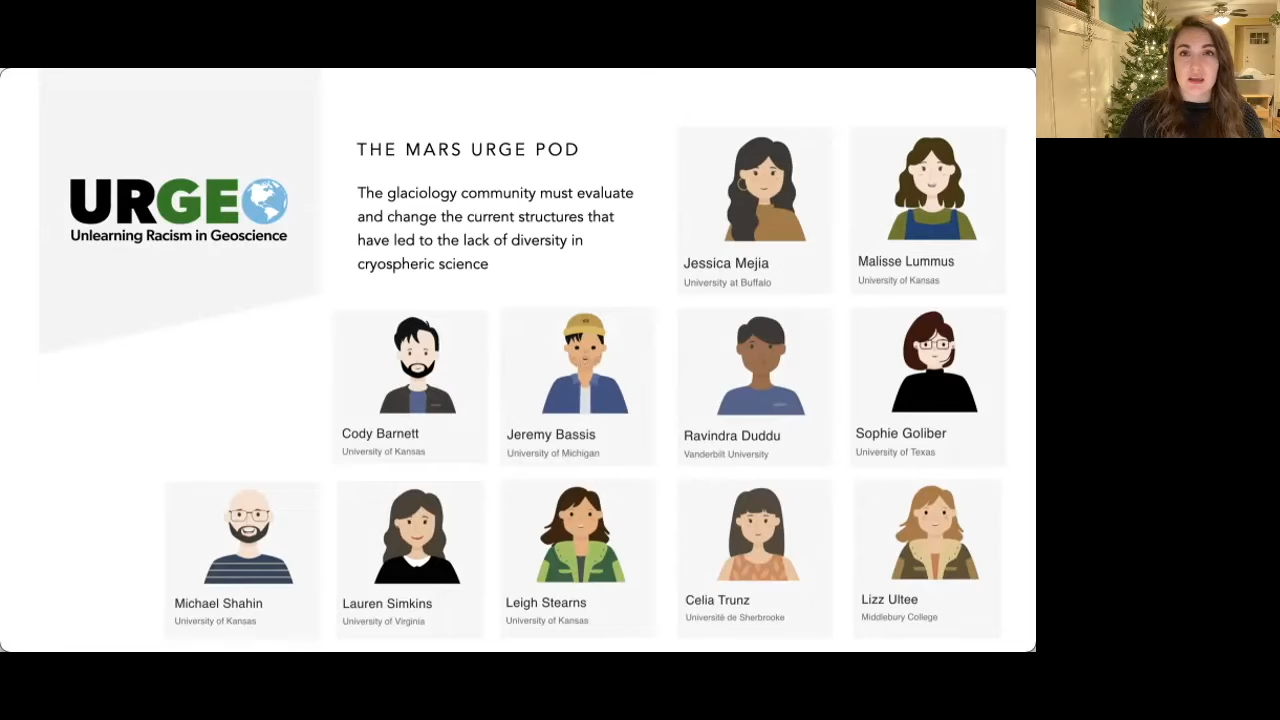 URGEO
Unlearning Racism in Geoscience
THE MARS URGE POD
The glaciology community must evaluate
and change the current structures that
have led to the lack of diversity in
cryospheric science
Jessica Mejia
University at Buffalo
Malisse Lummus
University of Kansas
Cody Barnett
University of Kansas
Jeremy Bassis
University of Michigan
Ravindra Duddu
Vanderbilt University
Sophie Goliber
University of Texas
Michael Shahin
University of Kansas
Lauren Simkins
University of Virginia
Leigh Stearns
University of Kansas
Celia Trunz
Université de Sherbrooke
Lizz Ultee
Middlebury College